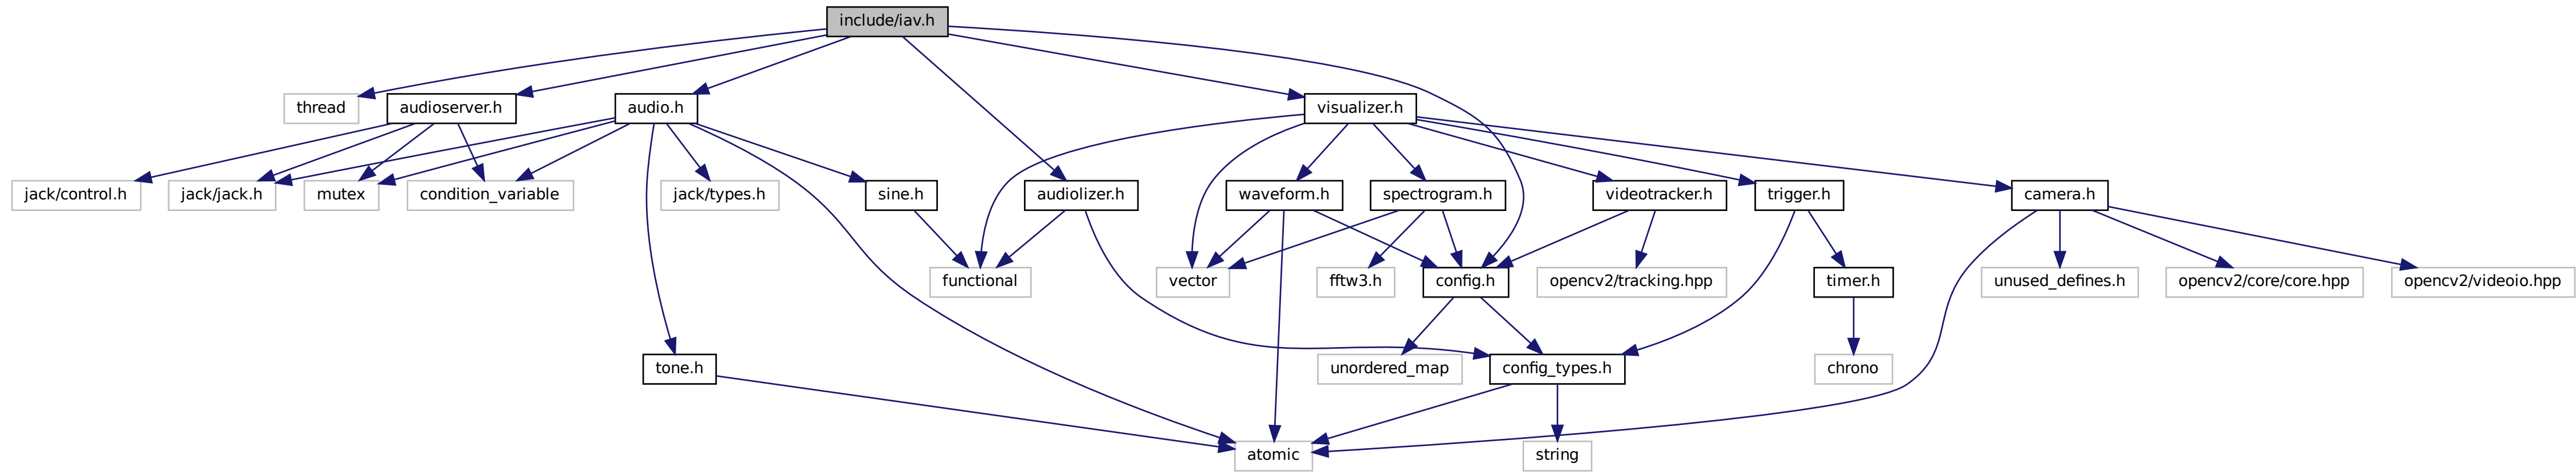 include/iav.h
thread
audioserver.h
audio.h
visualizer.h
jack/control.h
jack/jack.h
mutex
condition_variable
jack/types.h
sine.h
audiolizer.h
waveform.h
spectrogram.h
videotracker.h
trigger.h
camera.h
functional
vector
fftw3.h
config.h
opencv2/tracking.hpp
timer.h
unused_defines.h
opencv2/core/core.hpp
opencv2/videoio.hpp
tone.h
unordered_map
config_types.h
chrono
atomic
string